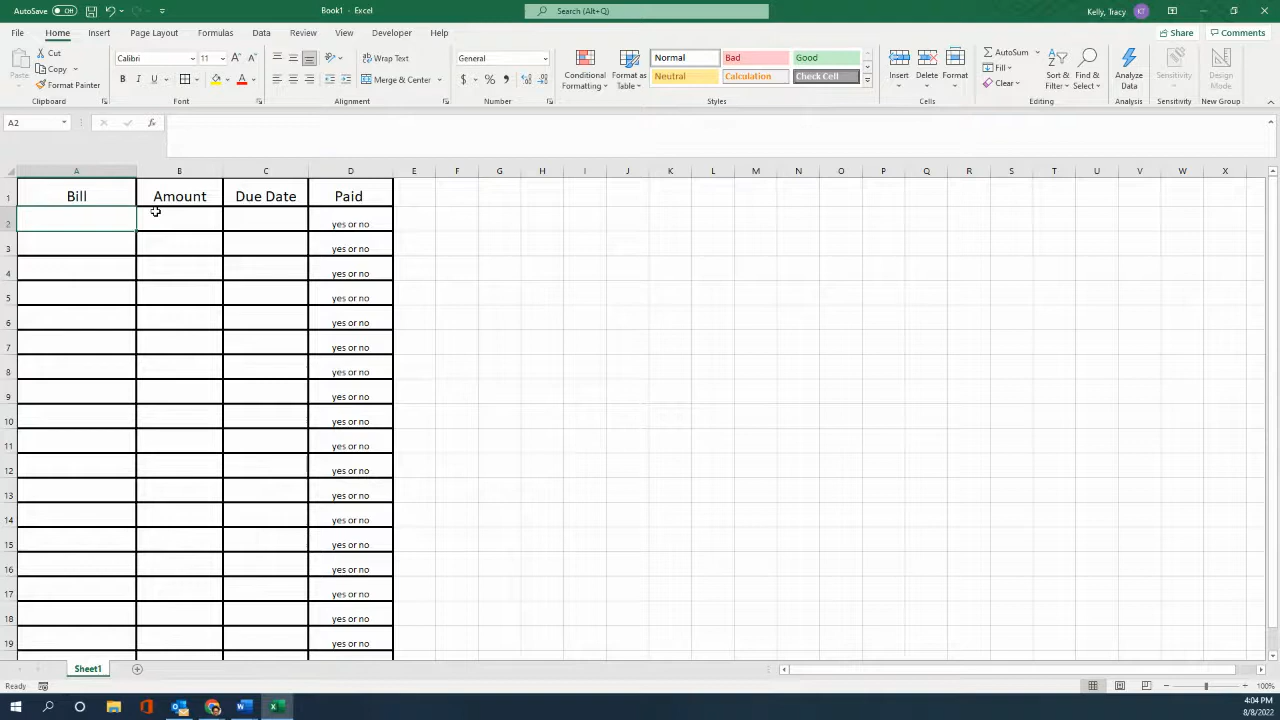 AutoSave Off Book1 - Excel Search (Alt+Q) Kelly, Tracy KT
File Home Insert Page Layout Formulas Data Review View Developer Help Share Comments
Paste Cut Copy Format Painter
Calibri 11 A A B I U A
Wrap Text Merge & Center
General $ % ,
Conditional Formatting Format as Table
Normal Bad Good
Neutral Calculation Check Cell
Insert Delete Format
AutoSum Fill Clear Sort & Filter Find & Select
Analyze Data Sensitivity Design Mode
Clipboard Font Alignment Number Styles Cells Editing Analysis Sensitivity New Group
A2 fx
A B C D E F G H I J K L M N O P Q R S T U V W X
1 Bill Amount Due Date Paid
2 yes or no
3 yes or no
4 yes or no
5 yes or no
6 yes or no
7 yes or no
8 yes or no
9 yes or no
10 yes or no
11 yes or no
12 yes or no
13 yes or no
14 yes or no
15 yes or no
16 yes or no
17 yes or no
18 yes or no
19 yes or no
Sheet1
Ready 100%
4:04 PM
8/8/2022